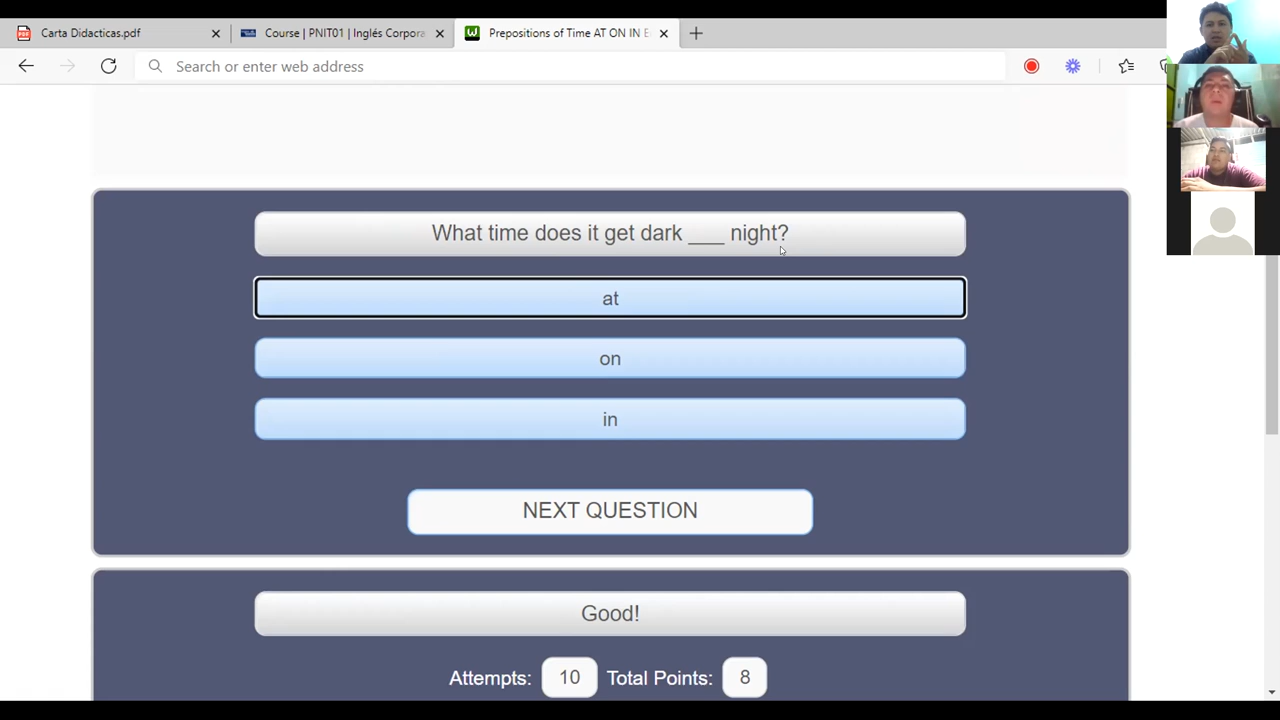 Carta Didacticas.pdf
Course | PNIT01 | Inglés Corpora
Prepositions of Time AT ON IN E
Search or enter web address
What time does it get dark ___ night?
at
on
in
NEXT QUESTION
Good!
Attempts: 10 Total Points: 8